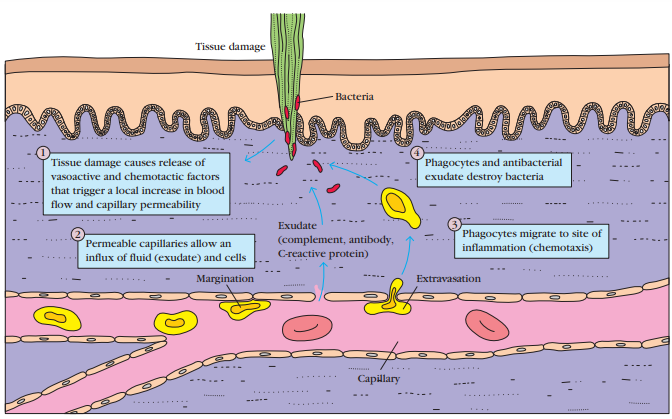 Tissue damage
Bacteria
1
Tissue damage causes release of
vasoactive and chemotactic factors
that trigger a local increase in blood
flow and capillary permeability
4
Phagocytes and antibacterial
exudate destroy bacteria
2
Permeable capillaries allow an
influx of fluid (exudate) and cells
Exudate
(complement, antibody,
C-reactive protein)
3
Phagocytes migrate to site of
inflammation (chemotaxis)
Margination
Extravasation
Capillary